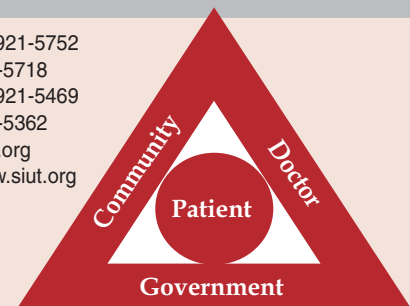 921-5752
-5718
921-5469
-5362
.org
w.siut.org
Community
Doctor
Patient
Government